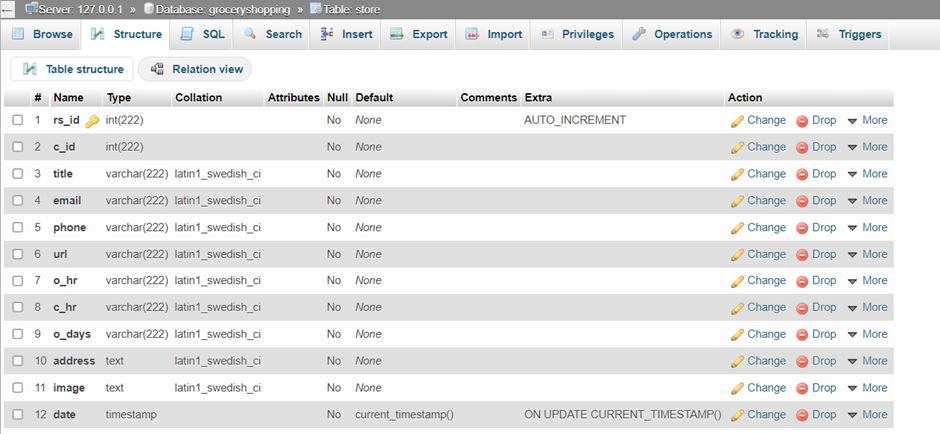 Server: 127.0.0.1 » Database: groceryshopping » Table: store
Browse Structure SQL Search Insert Export Import Privileges Operations Tracking Triggers
Table structure Relation view
# Name Type Collation Attributes Null Default Comments Extra Action
1 rs_id int(222) No None AUTO_INCREMENT Change Drop More
2 c_id int(222) No None Change Drop More
3 title varchar(222) latin1_swedish_ci No None Change Drop More
4 email varchar(222) latin1_swedish_ci No None Change Drop More
5 phone varchar(222) latin1_swedish_ci No None Change Drop More
6 url varchar(222) latin1_swedish_ci No None Change Drop More
7 o_hr varchar(222) latin1_swedish_ci No None Change Drop More
8 c_hr varchar(222) latin1_swedish_ci No None Change Drop More
9 o_days varchar(222) latin1_swedish_ci No None Change Drop More
10 address text latin1_swedish_ci No None Change Drop More
11 image text latin1_swedish_ci No None Change Drop More
12 date timestamp No current_timestamp() ON UPDATE CURRENT_TIMESTAMP() Change Drop More